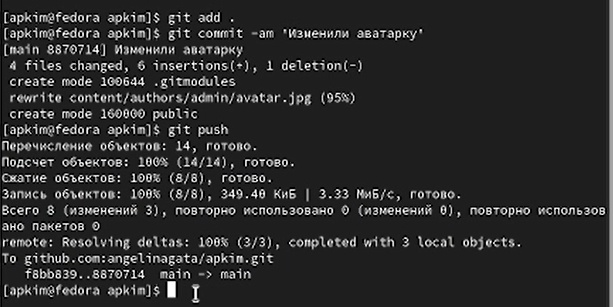 [apkim@fedora apkim]$ git add .
[apkim@fedora apkim]$ git commit -am 'Изменили аватарку'
[main 8870714] Изменили аватарку
4 files changed, 6 insertions(+), 1 deletion(-)
create mode 100644 .gitmodules
rewrite content/authors/admin/avatar.jpg (95%)
create mode 160000 public
[apkim@fedora apkim]$ git push
Перечисление объектов: 14, готово.
Подсчет объектов: 100% (14/14), готово.
Сжатие объектов: 100% (8/8), готово.
Запись объектов: 100% (8/8), 349.40 КиБ | 3.33 МиБ/с, готово.
Всего 8 (изменений 3), повторно использовано 0 (изменений 0), повторно использов
ано пакетов 0
remote: Resolving deltas: 100% (3/3), completed with 3 local objects.
To github.com:angelinagata/apkim.git
f8bb839..8870714 main -> main
[apkim@fedora apkim]$